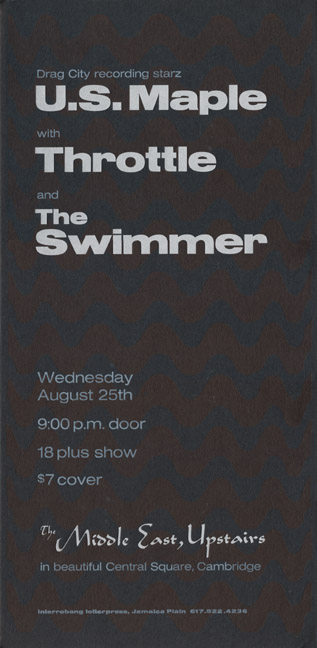 Drag City recording starz
U.S. Maple
with
Throttle
and
The
Swimmer
Wednesday
August 25th
9:00 p.m. door
18 plus show
$7 cover
The Middle East, Upstairs
in beautiful Central Square, Cambridge
Interrobang letterpress, Jamaica Plain 617.522.4236